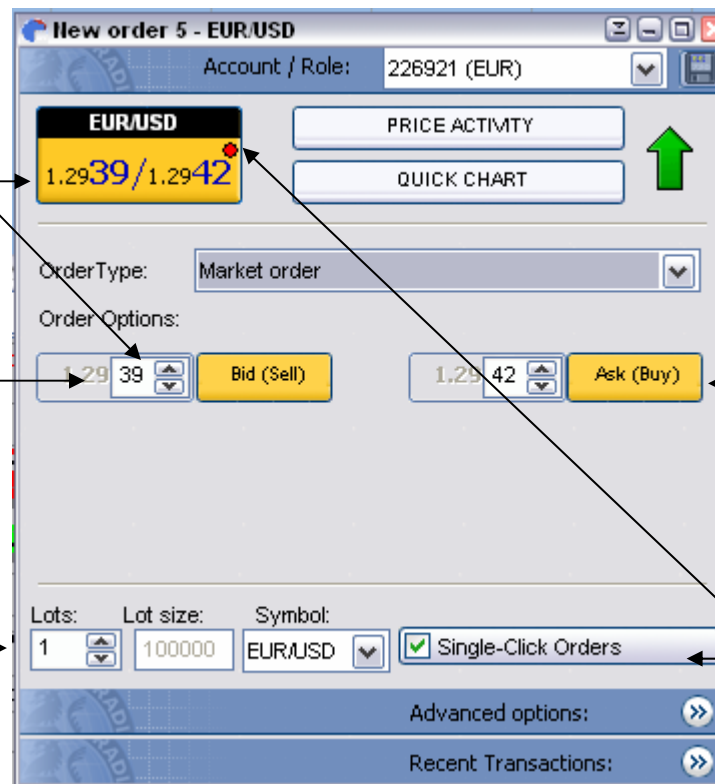 New order 5 - EUR/USD
Account / Role: 226921 (EUR)
EUR/USD
1.2939/1.2942
PRICE ACTIVITY
QUICK CHART
OrderType: Market order
Order Options:
1.29 39 Bid (Sell) 1.29 42 Ask (Buy)
Lots: Lot size: Symbol:
1 100000 EUR/USD Single-Click Orders
Advanced options:
Recent Transactions: